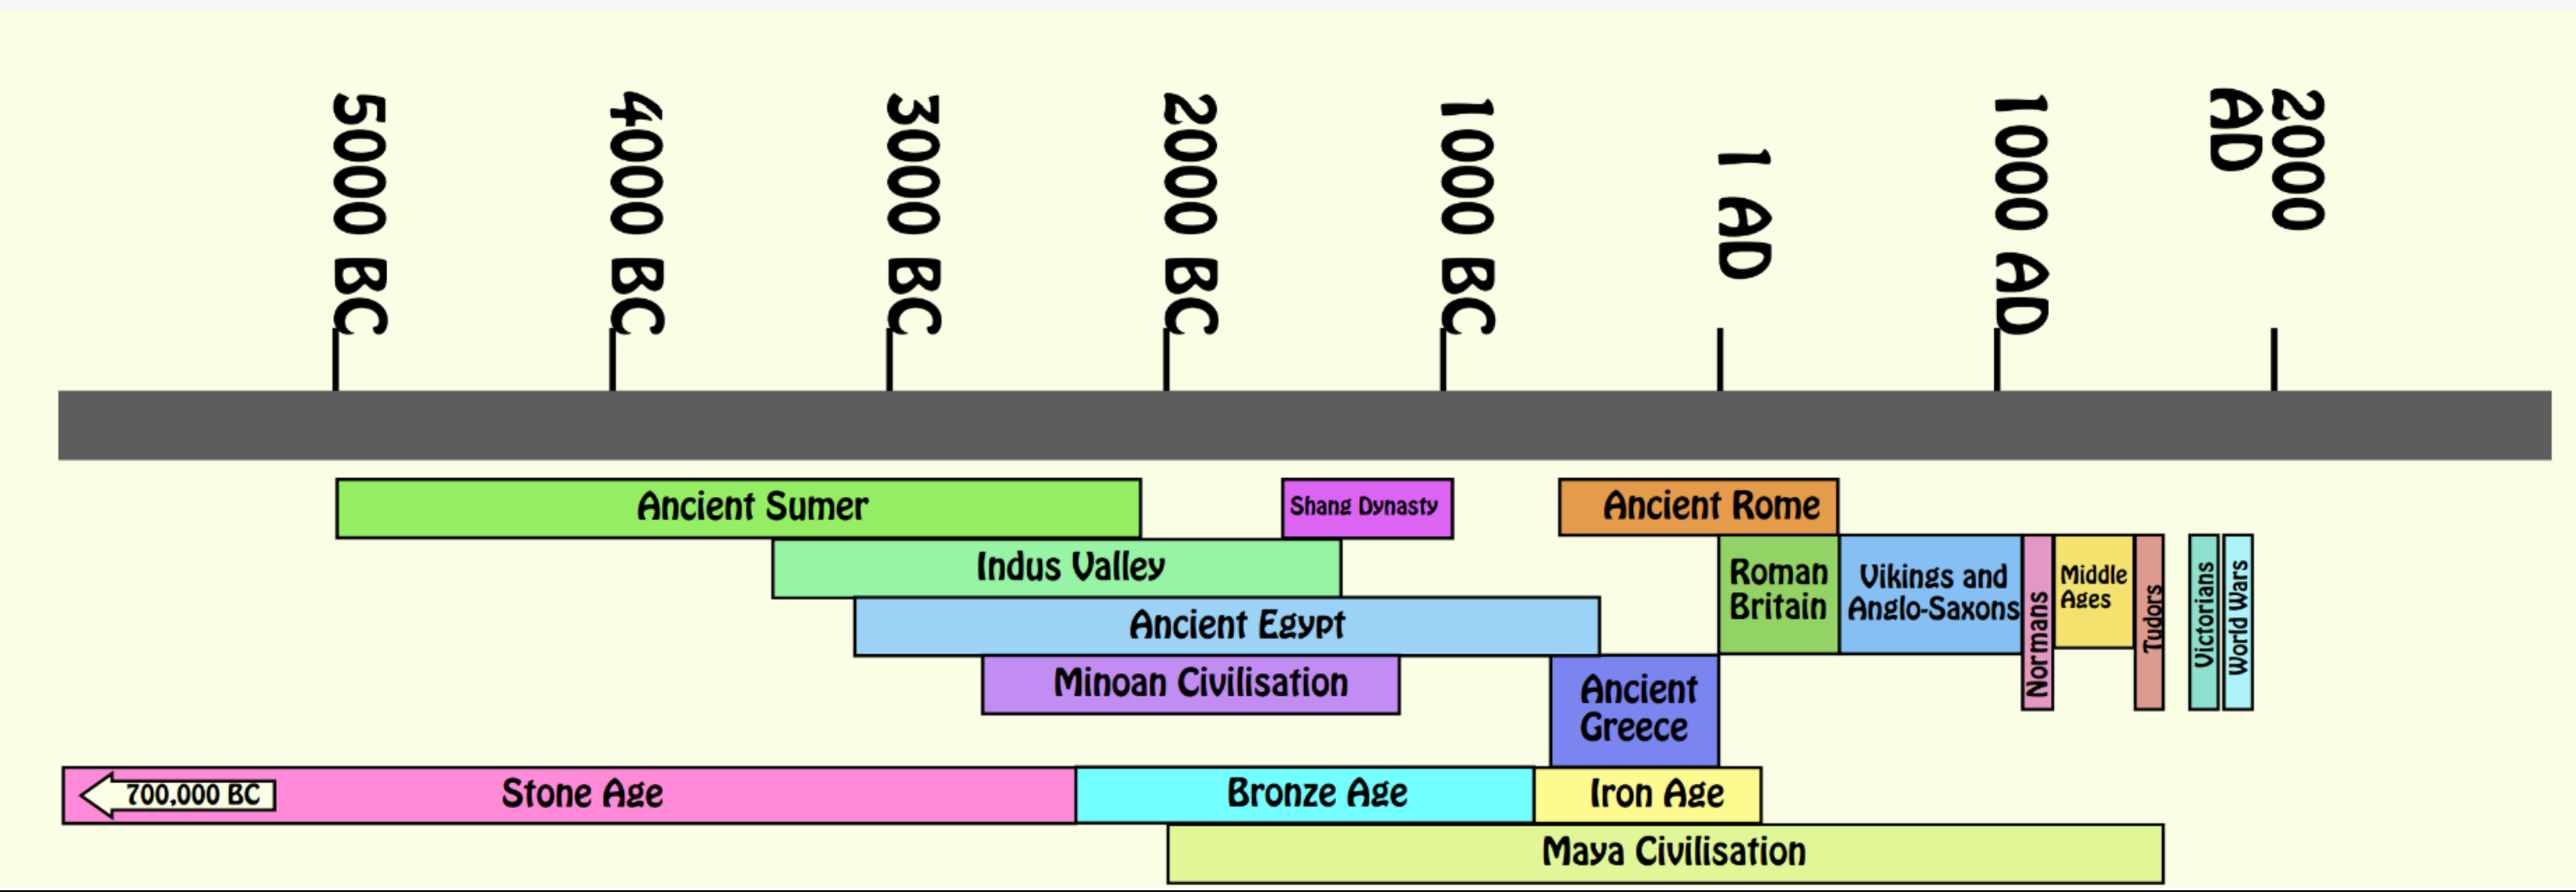 5000 BC
4000 BC
3000 BC
2000 BC
1000 BC
1 AD
1000 AD
2000
AD
Ancient Sumer
Shang Dynasty
Ancient Rome
Indus Valley
Roman
Britain
Vikings and
Anglo-Saxons
Normans
Middle
Ages
Tudors
Victorians
World Wars
Ancient Egypt
Minoan Civilisation
Ancient
Greece
700,000 BC
Stone Age
Bronze Age
Iron Age
Maya Civilisation